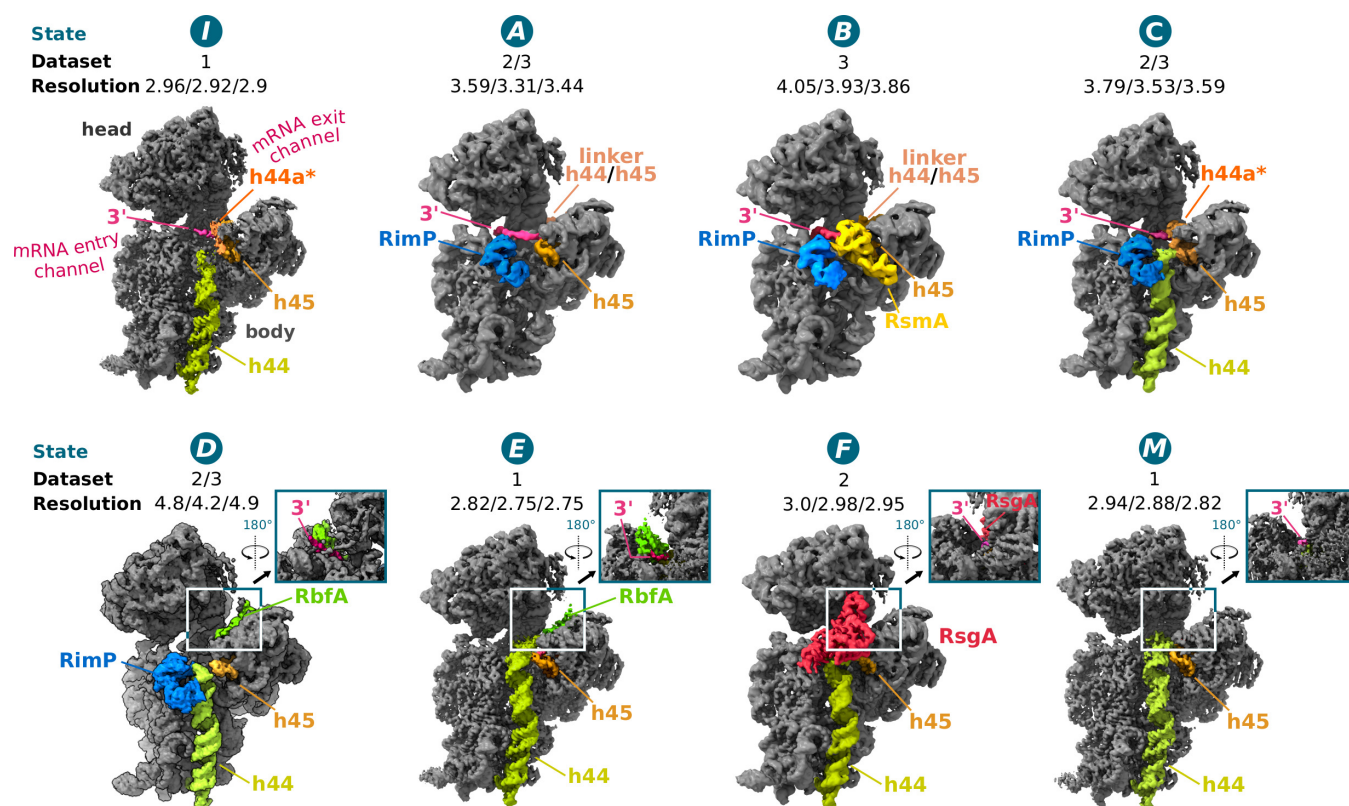 State I A B C
Dataset 1 2/3 3 2/3
Resolution 2.96/2.92/2.9 3.59/3.31/3.44 4.05/3.93/3.86 3.79/3.53/3.59
head
mRNA exit
channel
h44a*
3'
mRNA entry
channel
h45
body
h44
linker
h44/h45
3'
RimP
h45
linker
h44/h45
3'
RimP
h45
RsmA
h44a*
3'
RimP
h45
h44
State D E F M
Dataset 2/3 1 2 1
Resolution 4.8/4.2/4.9 2.82/2.75/2.75 3.0/2.98/2.95 2.94/2.88/2.82
180°
3'
RbfA
RimP
h45
h44
180°
3'
RbfA
h45
h44
180°
3'
RsgA
RsgA
h45
h44
180°
3'
h45
h44